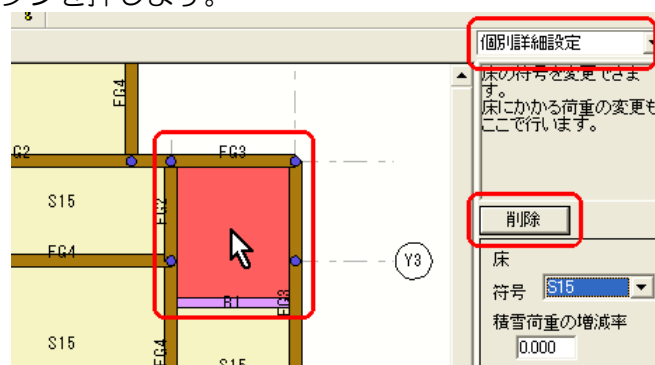 ンを押します。
8
個別詳細設定
床の符号を変更できま
す。
床にかかる荷重の変更も
ここで行います。
FG4
G2
FG3
S15
FG2
削除
FG4
Y3
床
符号 S15
B1
FG3
積雪荷重の増減率
0.000
S15
FG4
S15